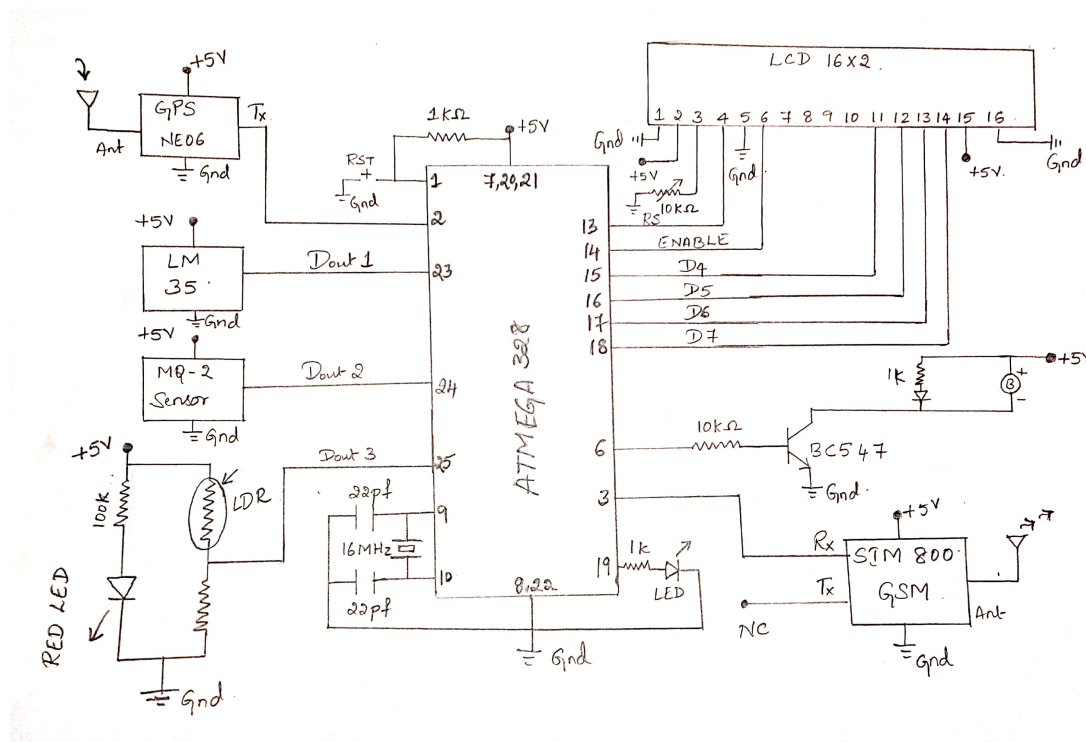 +5V
GPS
NEO6
Tx
Ant
Gnd
+5V
LM
35
Dout 1
Gnd
+5V
MQ-2
Sensor
Dout 2
Gnd
+5V
100k
LDR
Dout 3
RED LED
Gnd
1KΩ
+5V
RST
+
Gnd
1
7,20,21
2
23
24
25
9
10
8,22
ATMEGA 328
13
14
15
16
17
18
6
3
19
22pf
16MHz
22pf
Gnd
LCD 16X2.
1 2 3 4 5 6 7 8 9 10 11 12 13 14 15 16
Gnd
+5V
10KΩ
Gnd
+5V.
Gnd
RS
ENABLE
D4
D5
D6
D7
1K
B
+
-
+5V
10KΩ
BC547
Gnd.
1K
LED
+5V
Rx
SIM 800
GSM
Tx
NC
Ant
Gnd